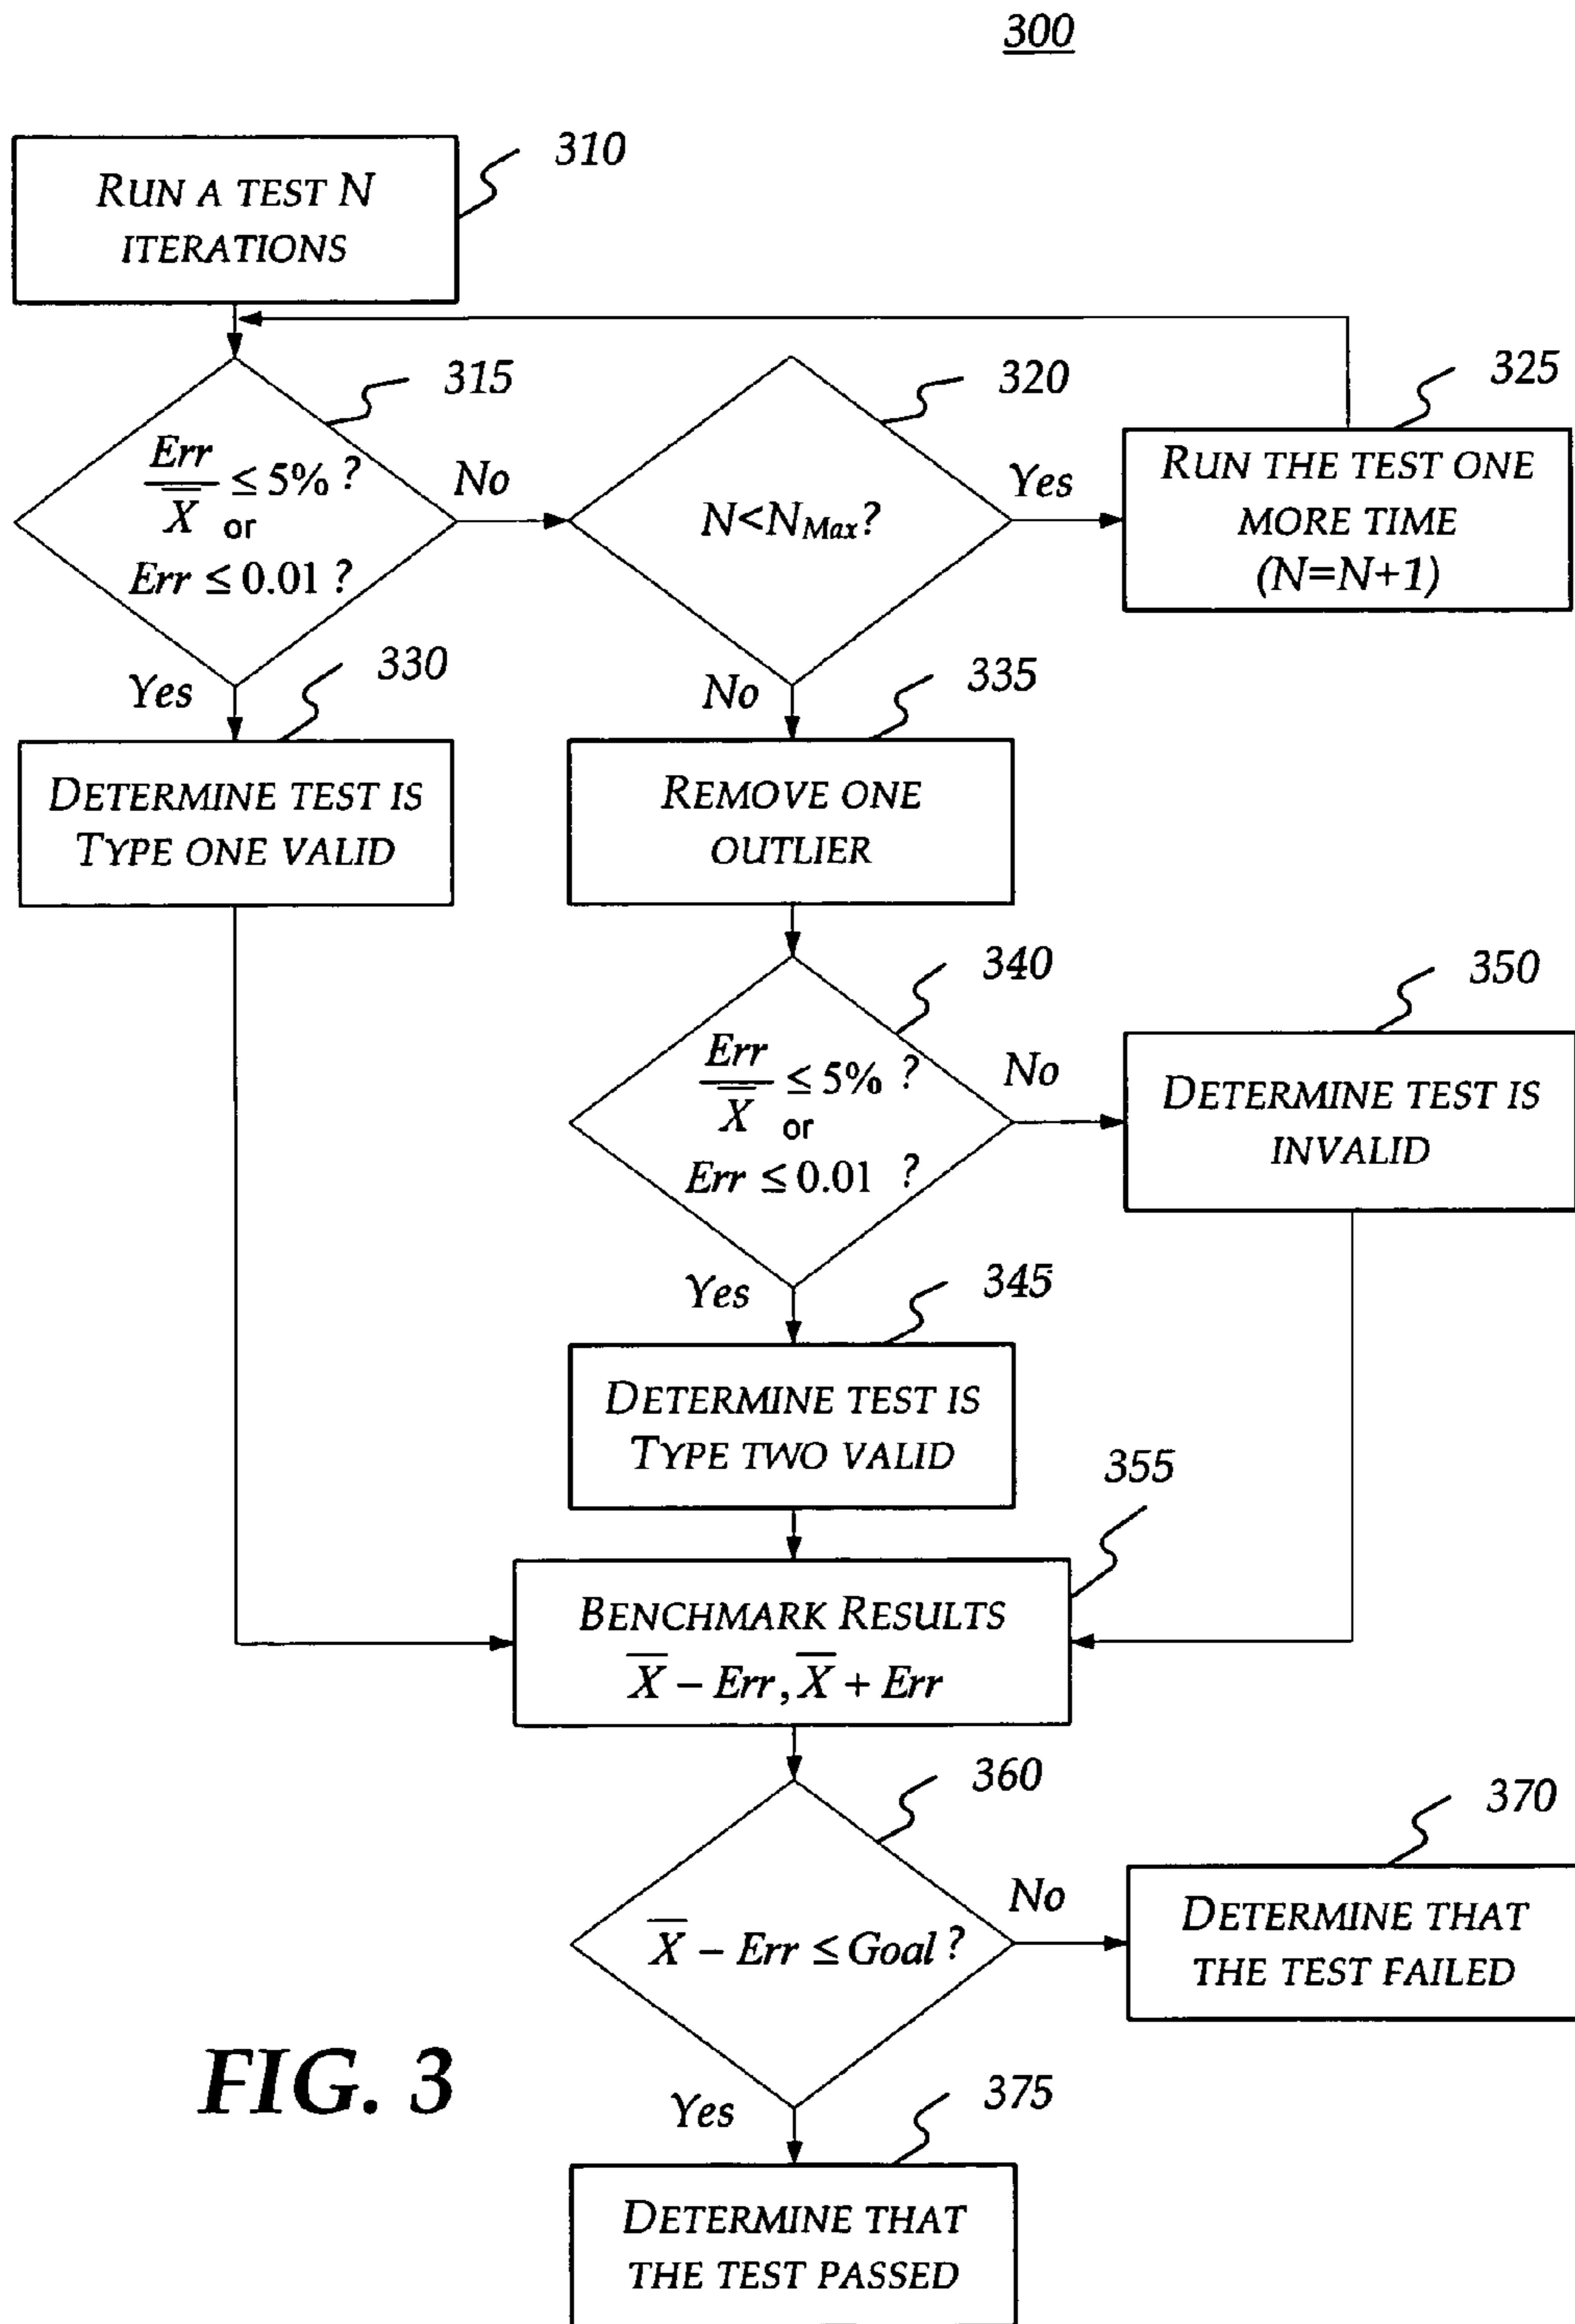 300
310
RUN A TEST N
ITERATIONS
315
Err
X̅ ≤ 5% ?
or
Err ≤ 0.01 ?
No
320
N<NMax?
Yes
325
RUN THE TEST ONE
MORE TIME
(N=N+1)
Yes
330
DETERMINE TEST IS
TYPE ONE VALID
No
335
REMOVE ONE
OUTLIER
340
Err
X̅ ≤ 5% ?
or
Err ≤ 0.01 ?
No
350
DETERMINE TEST IS
INVALID
Yes
345
DETERMINE TEST IS
TYPE TWO VALID
355
BENCHMARK RESULTS
X̅ – Err, X̅ + Err
360
X̅ – Err ≤ Goal ?
No
370
DETERMINE THAT
THE TEST FAILED
Yes
375
DETERMINE THAT
THE TEST PASSED
FIG. 3